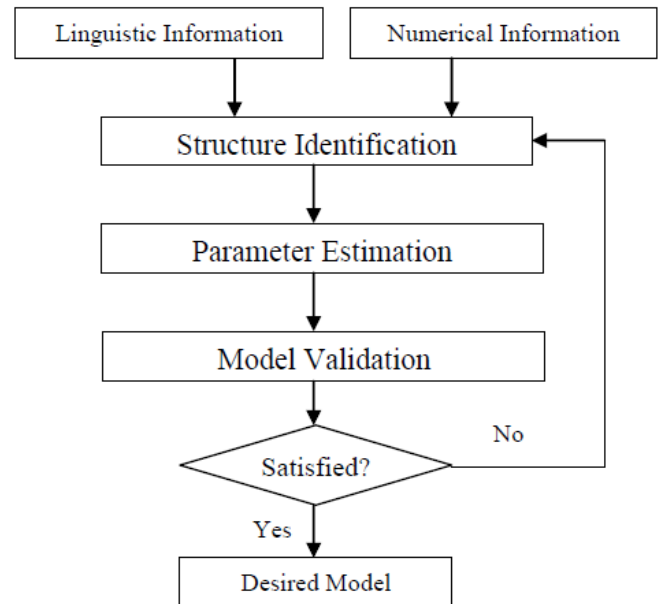 Linguistic Information
Numerical Information
Structure Identification
Parameter Estimation
Model Validation
Satisfied?
No
Yes
Desired Model